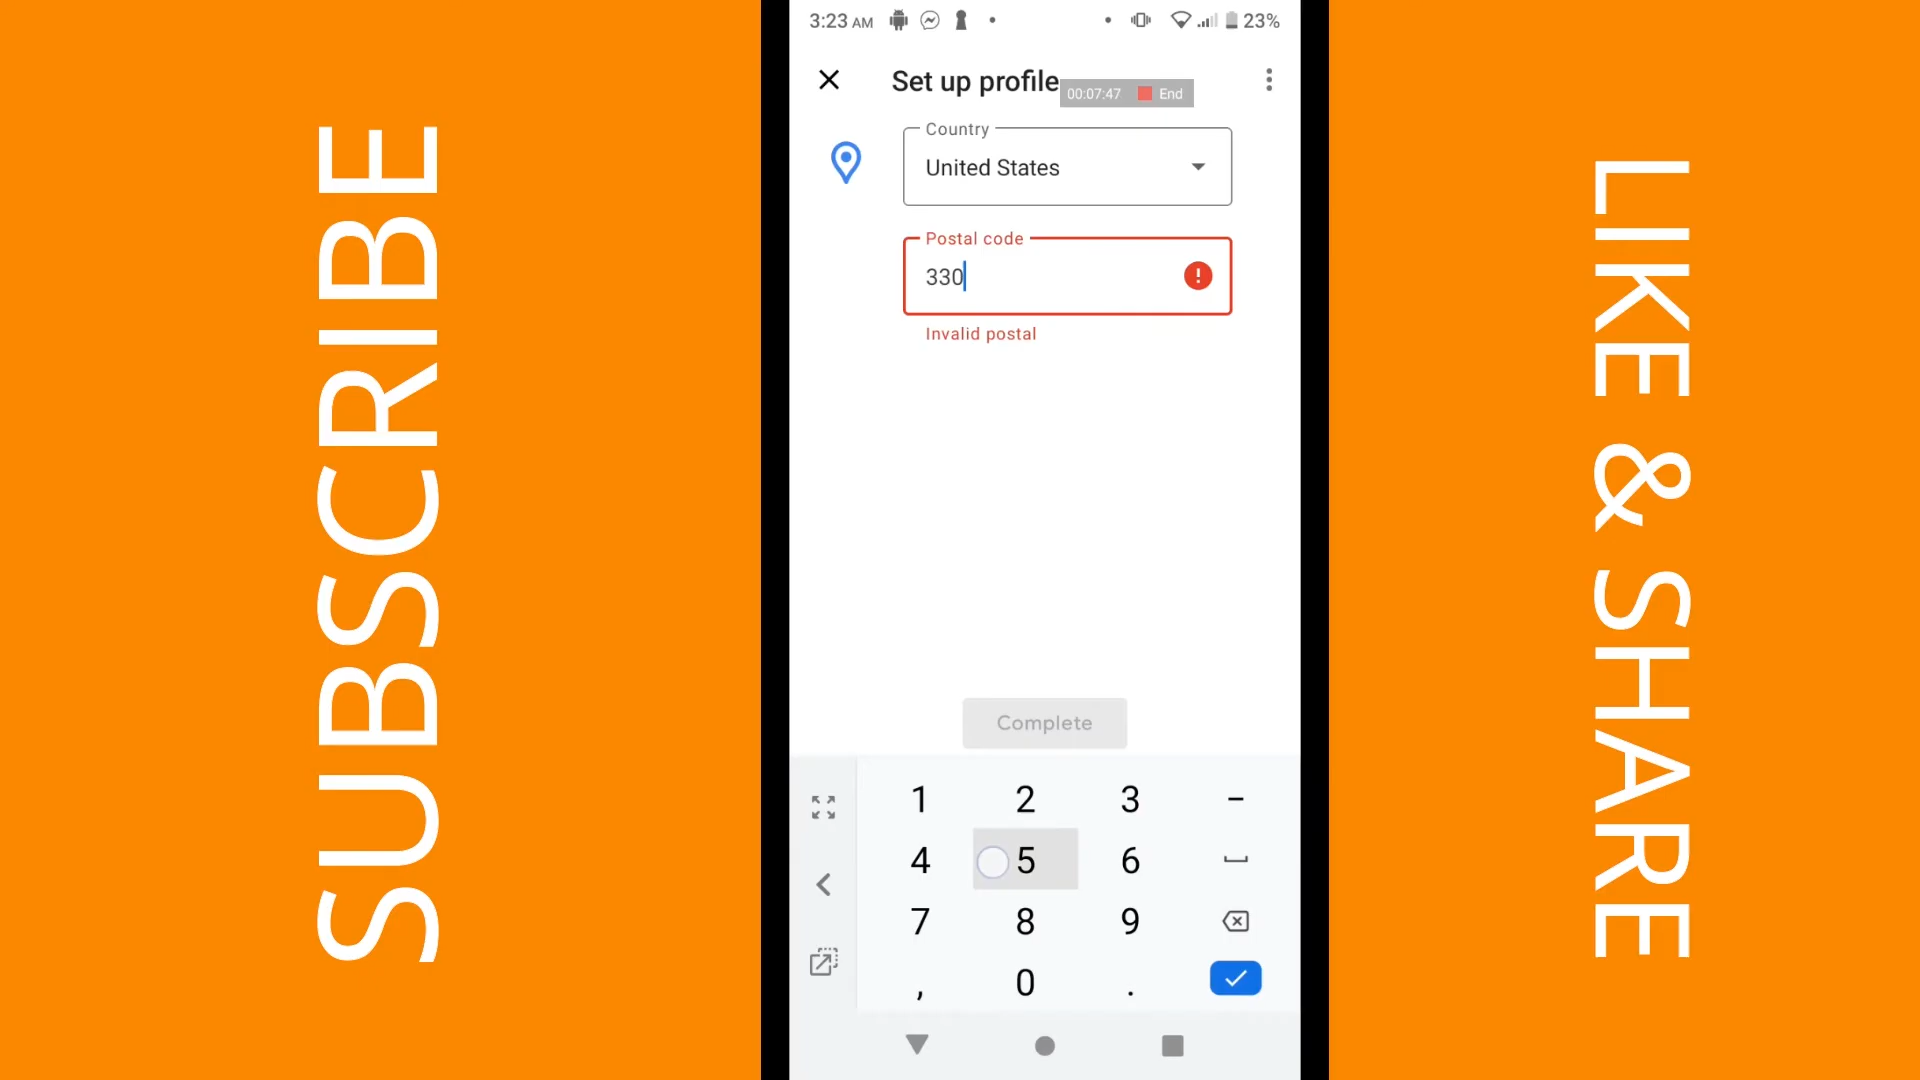 SUBSCRIBE
3:23 AM
23%
Set up profile
00:07:47 End
Country
United States
Postal code
330
Invalid postal
Complete
1 2 3 -
4 5 6
7 8 9
, 0 .
LIKE & SHARE